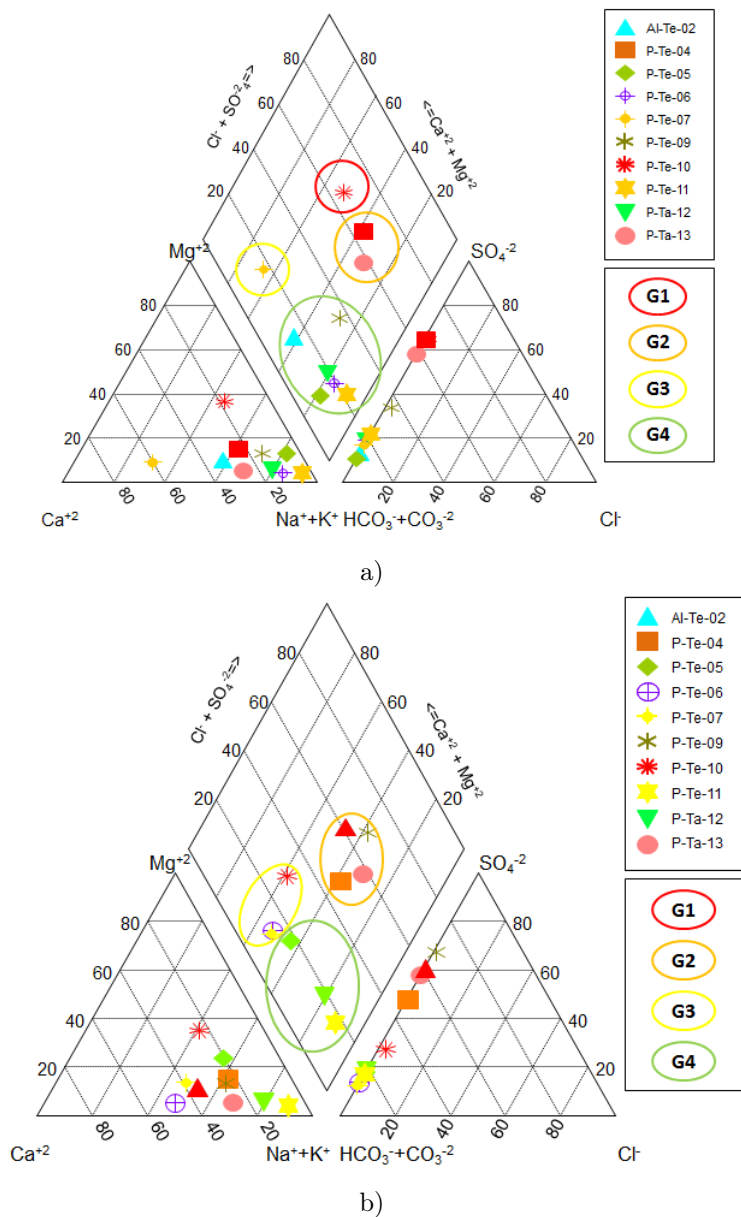 80
80
60
60
40
40
20
20
Cl⁻ + SO₄⁻²=>
<=Ca⁺² + Mg⁺²
Mg⁺²
SO₄⁻²
80
80
60
60
40
40
20
20
80
60
40
20
20
40
60
80
Ca⁺²
Na⁺+K⁺
HCO₃⁻+CO₃⁻²
Cl⁻
Al-Te-02
P-Te-04
P-Te-05
P-Te-06
P-Te-07
P-Te-09
P-Te-10
P-Te-11
P-Ta-12
P-Ta-13
G1
G2
G3
G4
a)
80
80
60
60
40
40
20
20
Cl⁻ + SO₄⁻²=>
<=Ca⁺² + Mg⁺²
Mg⁺²
SO₄⁻²
80
80
60
60
40
40
20
20
80
60
40
20
20
40
60
80
Ca⁺²
Na⁺+K⁺
HCO₃⁻+CO₃⁻²
Cl⁻
Al-Te-02
P-Te-04
P-Te-05
P-Te-06
P-Te-07
P-Te-09
P-Te-10
P-Te-11
P-Ta-12
P-Ta-13
G1
G2
G3
G4
b)